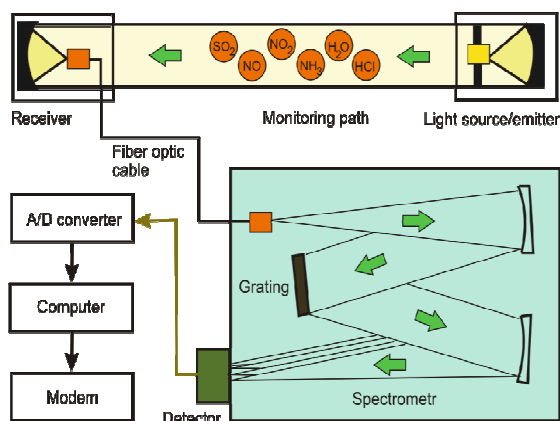 SO2
NO2
H2O
NO
NH3
HCl
Receiver
Monitoring path
Light source/emitter
Fiber optic
cable
A/D converter
Grating
Computer
Modem
Detector
Spectrometr